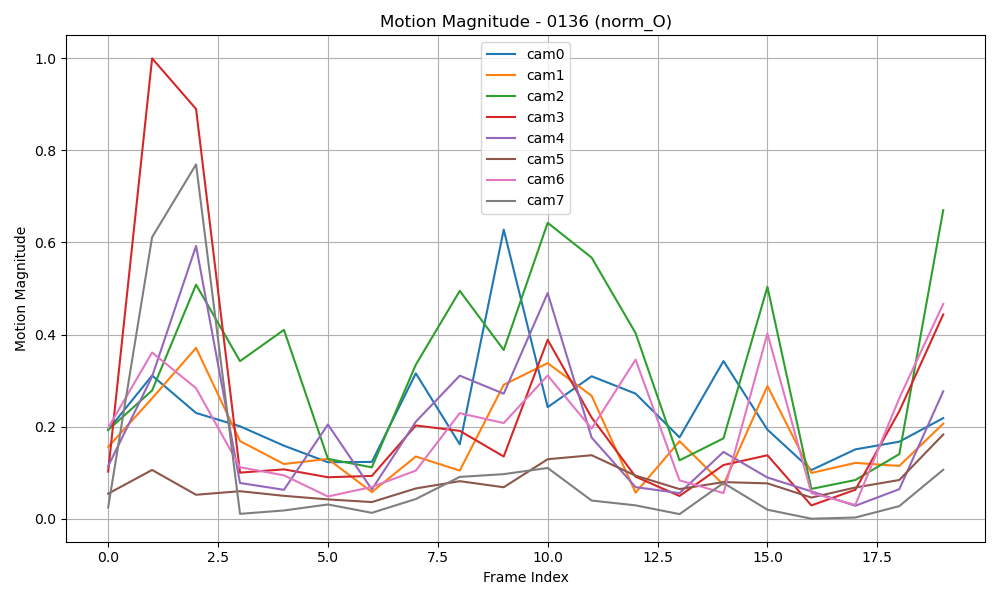 Motion Magnitude - 0136 (norm_O)
Motion Magnitude
1.0
0.8
0.6
0.4
0.2
0.0
cam0
cam1
cam2
cam3
cam4
cam5
cam6
cam7
0.0 2.5 5.0 7.5 10.0 12.5 15.0 17.5
Frame Index